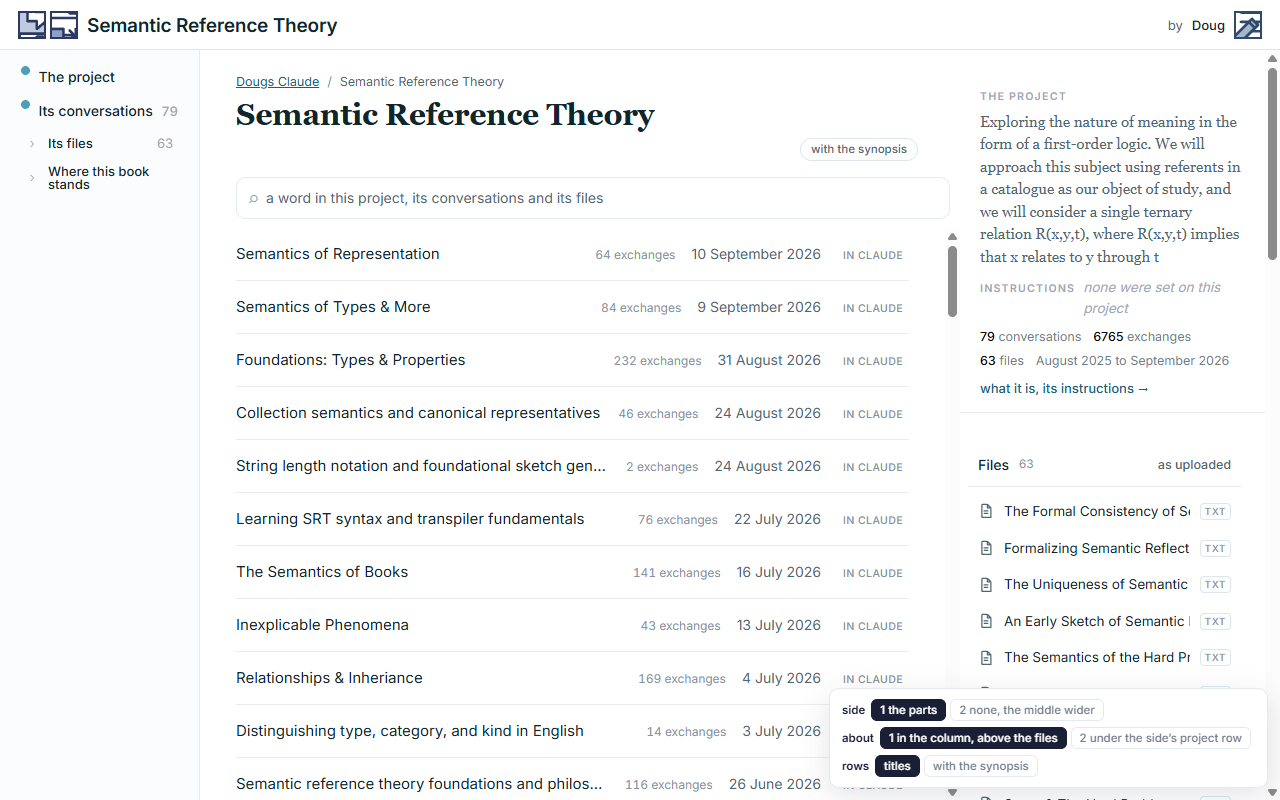 Semantic Reference Theory
by Doug
The project
Its conversations 79
Its files 63
Where this book
stands
Dougs Claude / Semantic Reference Theory
Semantic Reference Theory
with the synopsis
a word in this project, its conversations and its files
Semantics of Representation 64 exchanges 10 September 2026 IN CLAUDE
Semantics of Types & More 84 exchanges 9 September 2026 IN CLAUDE
Foundations: Types & Properties 232 exchanges 31 August 2026 IN CLAUDE
Collection semantics and canonical representatives 46 exchanges 24 August 2026 IN CLAUDE
String length notation and foundational sketch gen... 2 exchanges 24 August 2026 IN CLAUDE
Learning SRT syntax and transpiler fundamentals 76 exchanges 22 July 2026 IN CLAUDE
The Semantics of Books 141 exchanges 16 July 2026 IN CLAUDE
Inexplicable Phenomena 43 exchanges 13 July 2026 IN CLAUDE
Relationships & Inheriance 169 exchanges 4 July 2026 IN CLAUDE
Distinguishing type, category, and kind in English 14 exchanges 3 July 2026
Semantic reference theory foundations and philos... 116 exchanges 26 June 2026
THE PROJECT
Exploring the nature of meaning in the
form of a first-order logic. We will
approach this subject using referents in
a catalogue as our object of study, and
we will consider a single ternary
relation R(x,y,t), where R(x,y,t) implies
that x relates to y through t
INSTRUCTIONS none were set on this
project
79 conversations 6765 exchanges
63 files August 2025 to September 2026
what it is, its instructions →
Files 63 as uploaded
The Formal Consistency of Se TXT
Formalizing Semantic Reflect TXT
The Uniqueness of Semantic TXT
An Early Sketch of Semantic TXT
The Semantics of the Hard Pr TXT
side 1 the parts 2 none, the middle wider
about 1 in the column, above the files 2 under the side's project row
rows titles with the synopsis